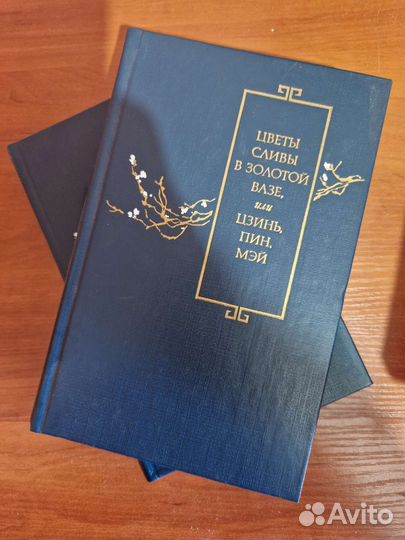 ЦВЕТЫ
СЛИВЫ
В ЗОЛОТОЙ
ВАЗЕ,
или
ЦЗИНЬ,
ПИН,
МЭЙ
Avito